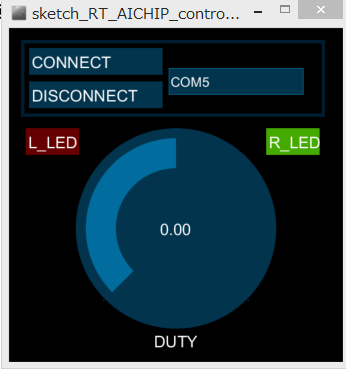 sketch_RT_AICHIP_contro...
CONNECT
COM5
DISCONNECT
L_LED
R_LED
0.00
DUTY